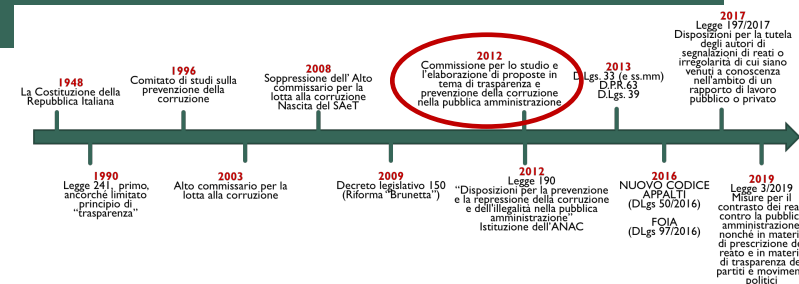 1948
La Costituzione della
Repubblica Italiana
1996
Comitato di studi sulla
prevenzione della
corruzione
2008
Soppressione dell' Alto
commissario per la
lotta alla corruzione
Nascita del SAeT
2012
Commissione per lo studio e
l'elaborazione di proposte in
tema di trasparenza e
prevenzione della corruzione
nella pubblica amministrazione
2013
D.Lgs. 33 (e ss.mm)
D.P.R.63
D.Lgs. 39
2017
Legge 197/2017
Disposizioni per la tutela
degli autori di
segnalazioni di reati o
irregolarità di cui siano
venuti a conoscenza
nell'ambito di un
rapporto di lavoro
pubblico o privato
1990
Legge 241, primo,
ancorché limitato
principio di
"trasparenza"
2003
Alto commissario per la
lotta alla corruzione
2009
Decreto legislativo 150
(Riforma "Brunetta")
2012
Legge 190
"Disposizioni per la prevenzione
e la repressione della corruzione
e dell'illegalità nella pubblica
amministrazione"
Istituzione dell'ANAC
2016
NUOVO CODICE
APPALTI
(DLgs 50/2016)
FOIA
(DLgs 97/2016)
2019
Legge 3/2019
Misure per il
contrasto dei rea
contro la pubblic
amministrazione
nonché in materi
di prescrizione de
reato e in materi
di trasparenza de
partiti e movimen
politici